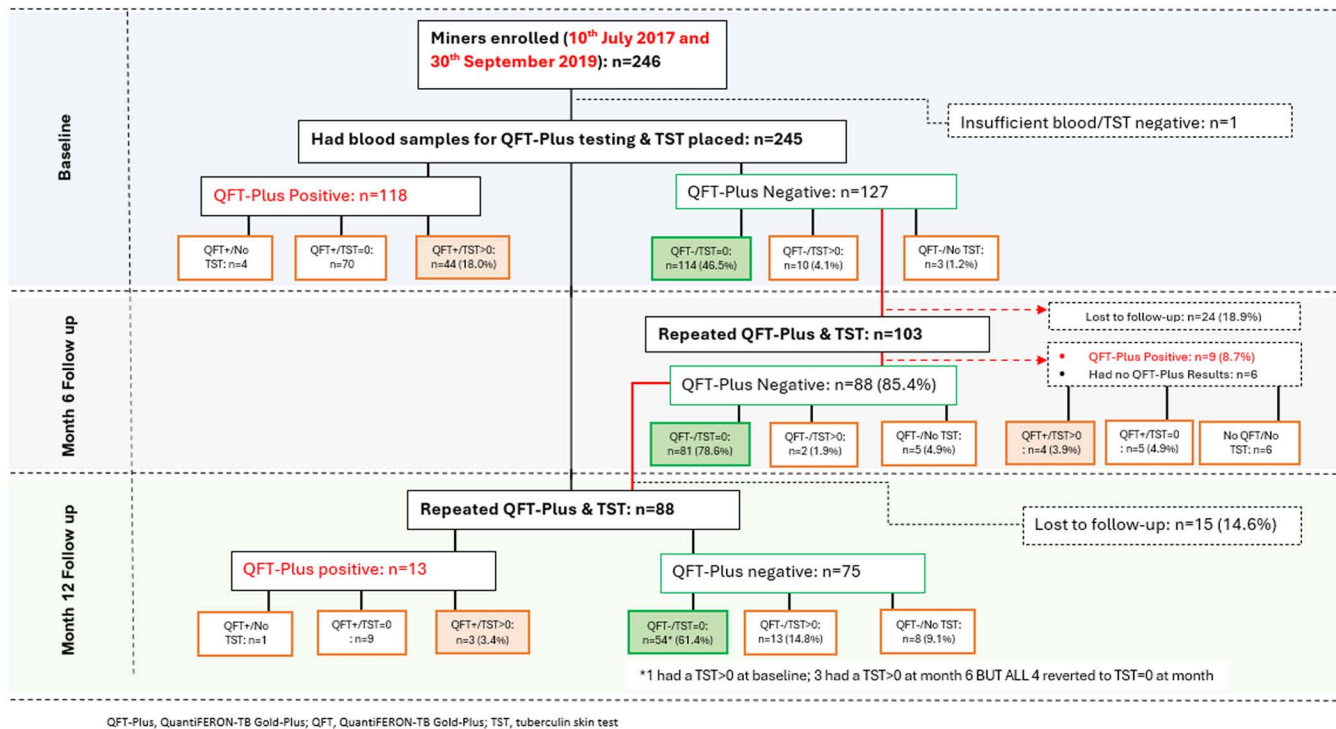 Baseline
Miners enrolled (10th July 2017 and
30th September 2019): n=246
Insufficient blood/TST negative: n=1
Had blood samples for QFT-Plus testing & TST placed: n=245
QFT-Plus Positive: n=118
QFT-Plus Negative: n=127
QFT+/No
TST: n=4
QFT+/TST=0:
n=70
QFT+/TST>0:
n=44 (18.0%)
QFT-/TST=0:
n=114 (46.5%)
QFT-/TST>0:
n=10 (4.1%)
QFT-/No TST:
n=3 (1.2%)
Month 6 Follow up
Lost to follow-up: n=24 (18.9%)
Repeated QFT-Plus & TST: n=103
• QFT-Plus Positive: n=9 (8.7%)
• Had no QFT-Plus Results: n=6
QFT-Plus Negative: n=88 (85.4%)
QFT-/TST=0:
n=81 (78.6%)
QFT-/TST>0:
n=2 (1.9%)
QFT-/No TST:
n=5 (4.9%)
QFT+/TST>0
: n=4 (3.9%)
QFT+/TST=0
: n=5 (4.9%)
No QFT/No
TST: n=6
Month 12 Follow up
Repeated QFT-Plus & TST: n=88
Lost to follow-up: n=15 (14.6%)
QFT-Plus positive: n=13
QFT-Plus negative: n=75
QFT+/No
TST: n=1
QFT+/TST=0
: n=9
QFT+/TST>0:
n=3 (3.4%)
QFT-/TST=0:
n=54* (61.4%)
QFT-/TST>0:
n=13 (14.8%)
QFT-/No TST:
n=8 (9.1%)
*1 had a TST>0 at baseline; 3 had a TST>0 at month 6 BUT ALL 4 reverted to TST=0 at month
QFT-Plus, QuantiFERON-TB Gold-Plus; QFT, QuantiFERON-TB Gold-Plus; TST, tuberculin skin test